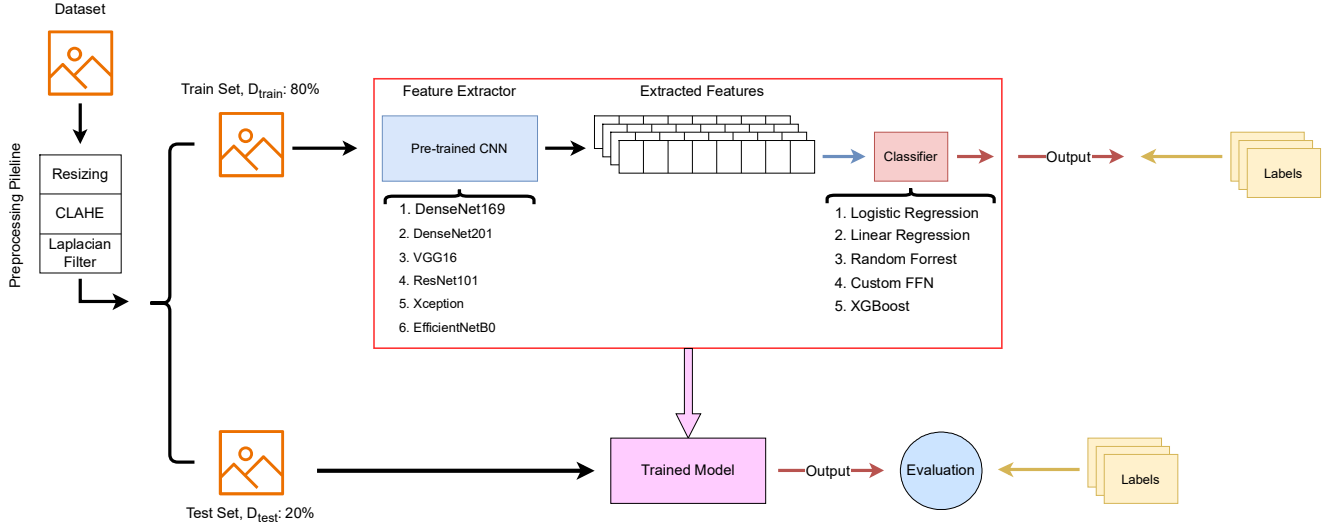 Dataset
Preprocessing Pileline
Resizing
CLAHE
Laplacian
Filter
Train Set, Dtrain: 80%
Feature Extractor
Pre-trained CNN
1. DenseNet169
2. DenseNet201
3. VGG16
4. ResNet101
5. Xception
6. EfficientNetB0
Extracted Features
Classifier
1. Logistic Regression
2. Linear Regression
3. Random Forrest
4. Custom FFN
5. XGBoost
Output
Labels
Test Set, Dtest: 20%
Trained Model
Output
Evaluation
Labels